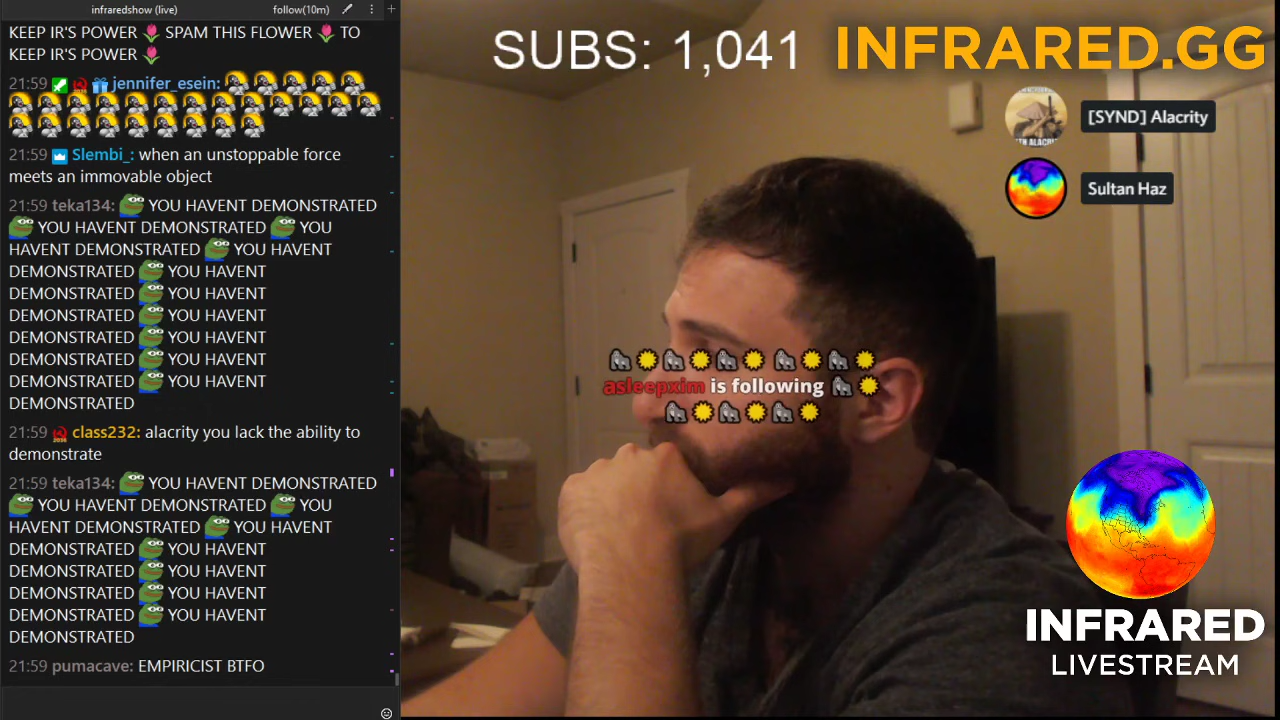 infraredshow (live)
follow(10m)
KEEP IR'S POWER SPAM THIS FLOWER TO
KEEP IR'S POWER
21:59 jennifer_esein:
21:59 Slembi_: when an unstoppable force
meets an immovable object
21:59 teka134: YOU HAVENT DEMONSTRATED
YOU HAVENT DEMONSTRATED YOU
HAVENT DEMONSTRATED YOU HAVENT
DEMONSTRATED YOU HAVENT
DEMONSTRATED YOU HAVENT
DEMONSTRATED YOU HAVENT
DEMONSTRATED YOU HAVENT
DEMONSTRATED YOU HAVENT
DEMONSTRATED YOU HAVENT
DEMONSTRATED
21:59 class232: alacrity you lack the ability to
demonstrate
21:59 teka134: YOU HAVENT DEMONSTRATED
YOU HAVENT DEMONSTRATED YOU
HAVENT DEMONSTRATED YOU HAVENT
DEMONSTRATED YOU HAVENT
DEMONSTRATED YOU HAVENT
DEMONSTRATED YOU HAVENT
DEMONSTRATED YOU HAVENT
DEMONSTRATED
21:59 pumacave: EMPIRICIST BTFO
SUBS: 1,041
INFRARED.GG
[SYND] Alacrity
Sultan Haz
asleepxim is following
INFRARED
LIVESTREAM